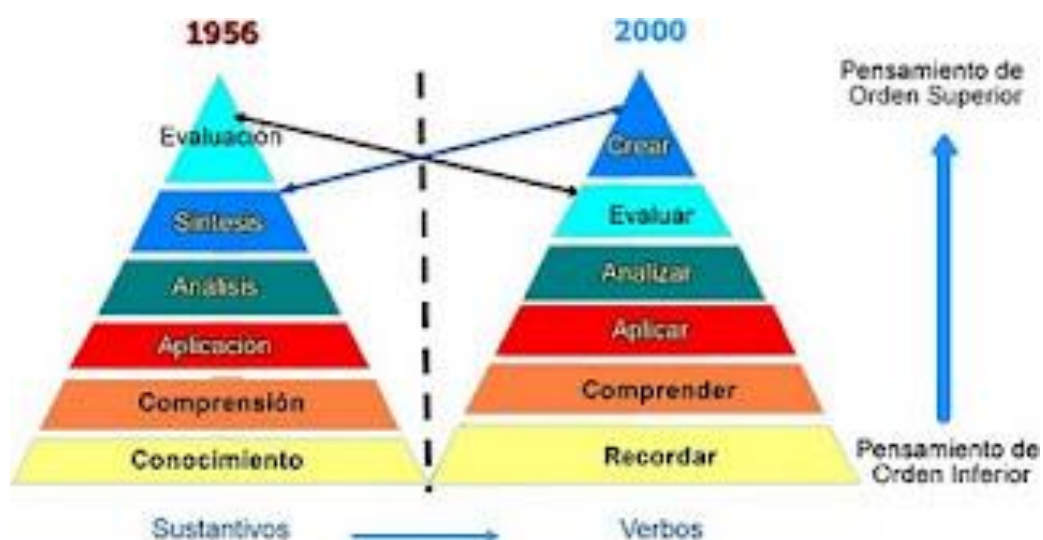 1956
2000
Pensamiento de
Orden Superior
Evaluación
Crear
Síntesis
Evaluar
Análisis
Analizar
Aplicación
Aplicar
Comprensión
Comprender
Conocimiento
Recordar
Pensamiento de
Orden Inferior
Sustantivos
Verbos